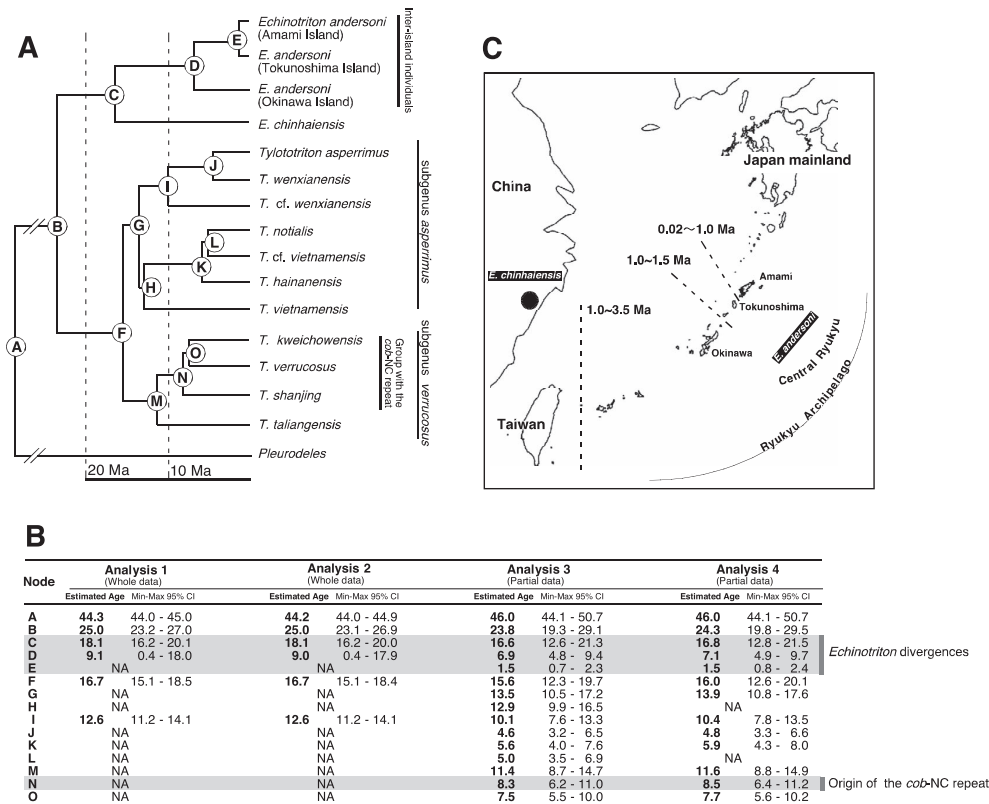 A
Echinotriton andersoni
(Amami Island)
E. andersoni
(Tokunoshima Island)
E. andersoni
(Okinawa Island)
E. chinhaiensis
Tylototriton asperrimus
T. wenxianensis
T. cf. wenxianensis
T. notialis
T. cf. vietnamensis
T. hainanensis
T. vietnamensis
T. kweichowensis
T. verrucosus
T. shanjing
T. taliangensis
Pleurodeles
Inter-island individuals
subgenus asperrimus
Group with the
cob-NC repeat
subgenus verrucosus
E
D
C
J
I
B
G
L
K
H
F
A
O
N
M
20 Ma
10 Ma
C
Japan mainland
China
0.02~1.0 Ma
1.0~1.5 Ma
E. chinhaiensis
Amami
1.0~3.5 Ma
Tokunoshima
E. andersoni
Okinawa
Central Ryukyu
Ryukyu Archipelago
Taiwan
B
Node Analysis 1 Analysis 2 Analysis 3 Analysis 4
(Whole data) (Whole data) (Partial data) (Partial data)
Estimated Age Min-Max 95% CI Estimated Age Min-Max 95% CI Estimated Age Min-Max 95% CI Estimated Age Min-Max 95% CI
A 44.3 44.0 - 45.0 44.2 44.0 - 44.9 46.0 44.1 - 50.7 46.0 44.1 - 50.7
B 25.0 23.2 - 27.0 25.0 23.1 - 26.9 23.8 19.3 - 29.1 24.3 19.8 - 29.5
C 18.1 16.2 - 20.1 18.1 16.2 - 20.0 16.6 12.6 - 21.3 16.8 12.8 - 21.5
D 9.1 0.4 - 18.0 9.0 0.4 - 17.9 6.9 4.8 - 9.4 7.1 4.9 - 9.7
E NA NA 1.5 0.7 - 2.3 1.5 0.8 - 2.4
F 16.7 15.1 - 18.5 16.7 15.1 - 18.4 15.6 12.3 - 19.7 16.0 12.6 - 20.1
G NA NA 13.5 10.5 - 17.2 13.9 10.8 - 17.6
H NA NA 12.9 9.9 - 16.5 NA
I 12.6 11.2 - 14.1 12.6 11.2 - 14.1 10.1 7.6 - 13.3 10.4 7.8 - 13.5
J NA NA 4.6 3.2 - 6.5 4.8 3.3 - 6.6
K NA NA 5.6 4.0 - 7.6 5.9 4.3 - 8.0
L NA NA 5.0 3.5 - 6.9 NA
M NA NA 11.4 8.7 - 14.7 11.6 8.8 - 14.9
N NA NA 8.3 6.2 - 11.0 8.5 6.4 - 11.2
O NA NA 7.5 5.5 - 10.0 7.7 5.6 - 10.2
Echinotriton divergences
Origin of the cob-NC repeat